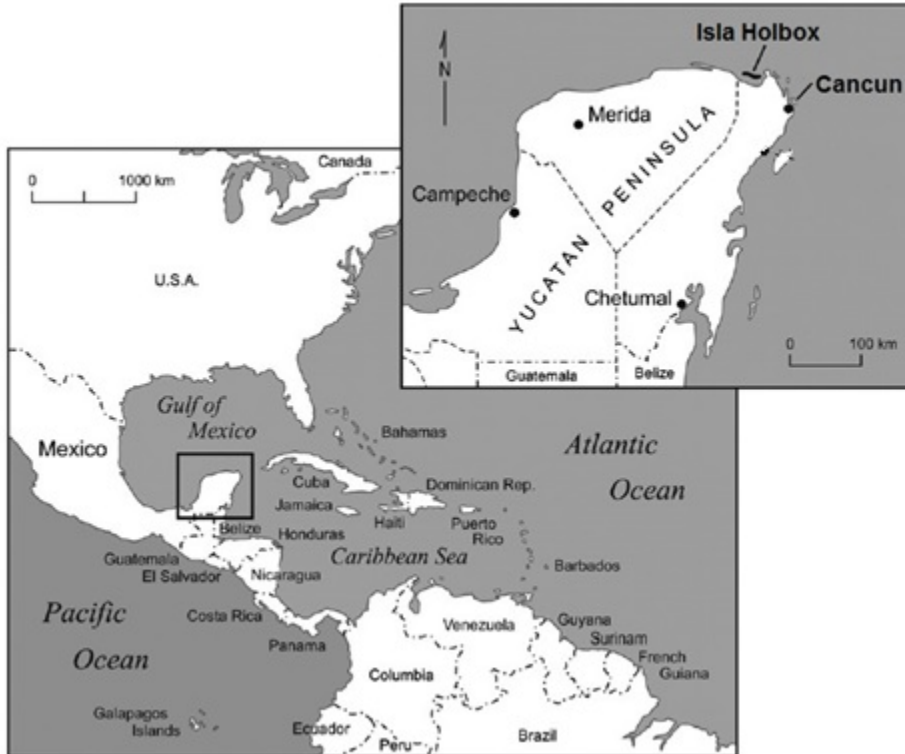 Isla Holbox
N
Cancun
Merida
YUCATAN PENINSULA
Campeche
Chetumal
0 100 km
Guatemala
Belize
Canada
0 1000 km
U.S.A.
Gulf of
Mexico
Mexico
Bahamas
Atlantic
Ocean
Cuba
Dominican Rep.
Jamaica
Haiti
Puerto
Rico
Belize
Honduras
Caribbean Sea
Guatemala
El Salvador
Nicaragua
Barbados
Pacific
Ocean
Costa Rica
Panama
Venezuela
Guyana
Surinam
French
Guiana
Columbia
Galapagos
Islands
Ecuador
Peru
Brazil